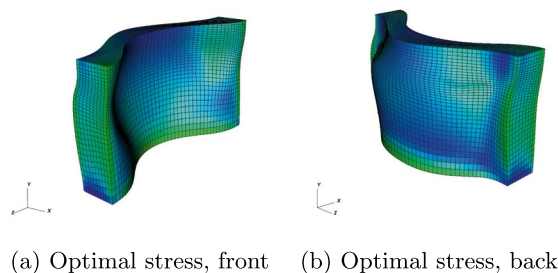 Y
Z
X
Y
X
Z
(a) Optimal stress, front
(b) Optimal stress, back